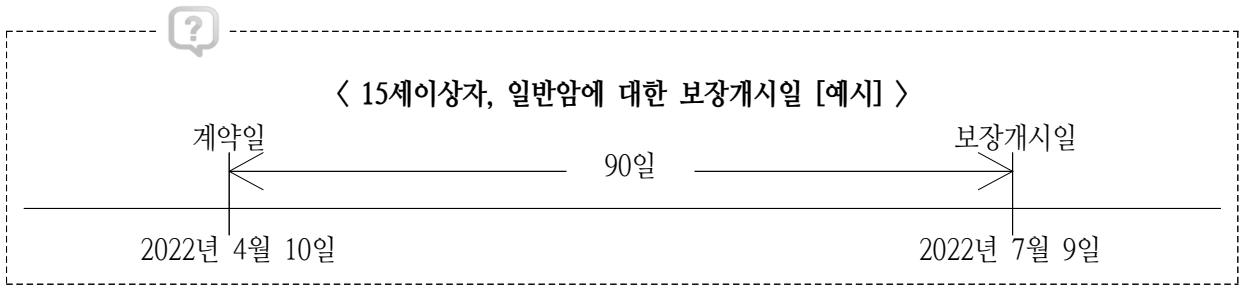 ?
〈 15세이상자, 일반암에 대한 보장개시일 [예시] 〉
계약일 보장개시일
90일
2022년 4월 10일 2022년 7월 9일